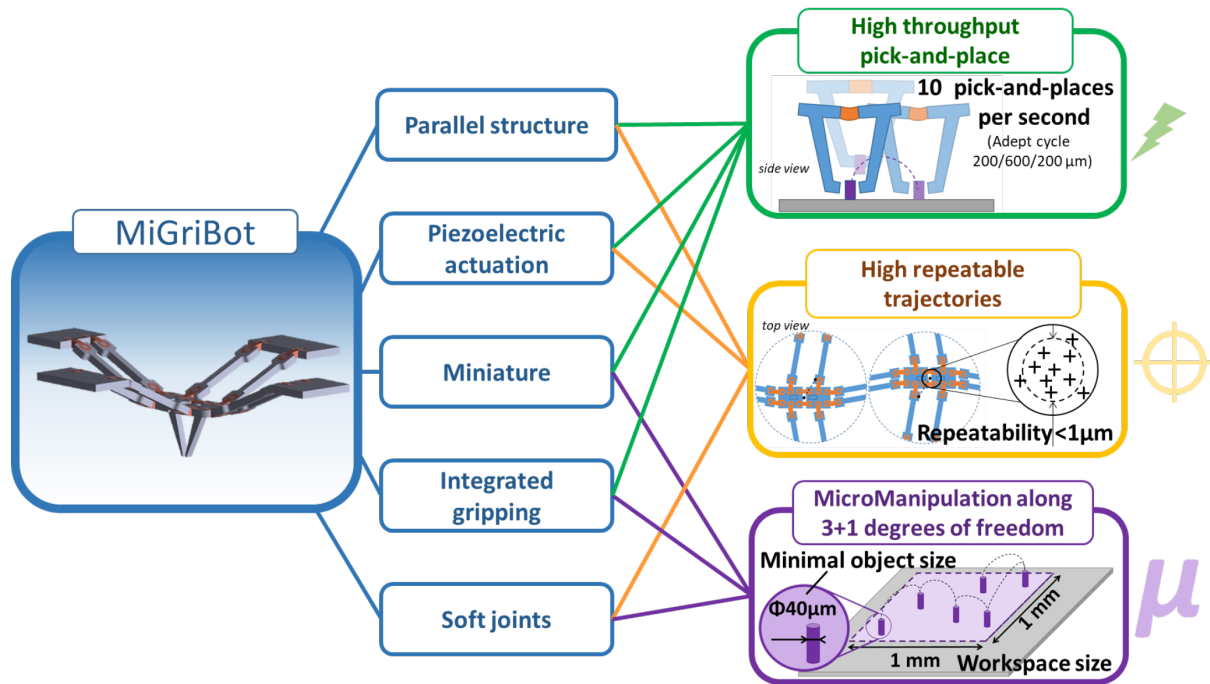 MiGriBot
Parallel structure
Piezoelectric
actuation
Miniature
Integrated
gripping
Soft joints
High throughput
pick-and-place
10 pick-and-places
per second
(Adept cycle
200/600/200 µm)
side view
High repeatable
trajectories
top view
Repeatability<1µm
MicroManipulation along
3+1 degrees of freedom
Minimal object size
Φ40µm
1 mm
1 mm
Workspace size
μ